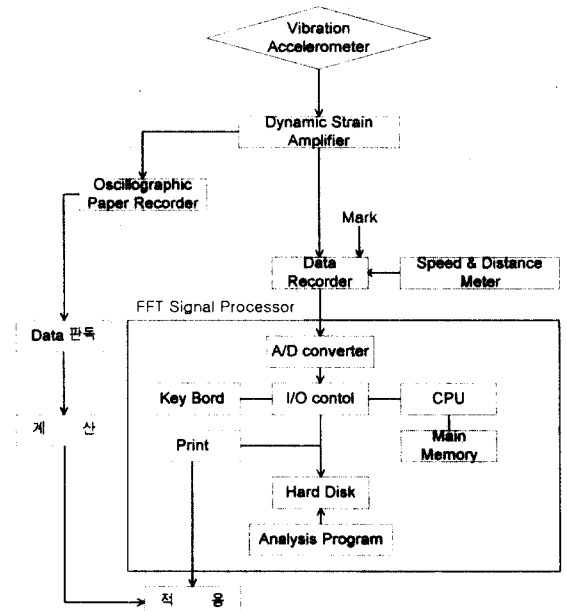 Vibration
Accelerometer
Dynamic Strain
Amplifier
Oscillographic
Paper Recorder
Mark
Data
Recorder
Speed & Distance
Meter
FFT Signal Processor
Data 판독
A/D converter
Key Bord
I/O contol
CPU
계 산
Print
Main
Memory
Hard Disk
Analysis Program
적 용